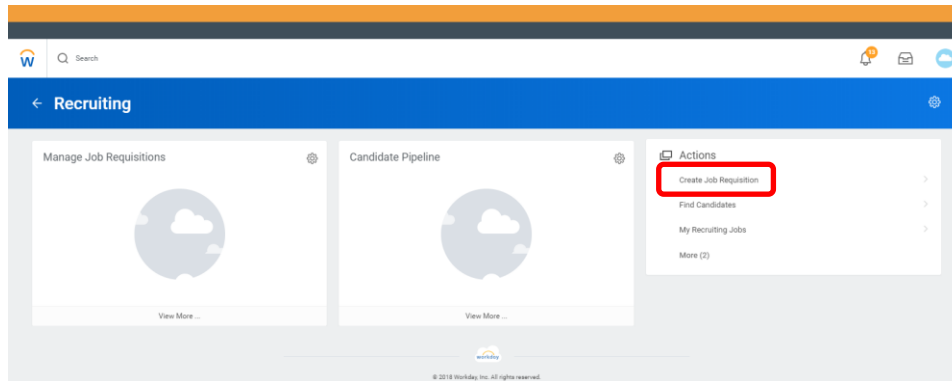 W
Search
13
Recruiting
Manage Job Requisitions
Candidate Pipeline
Actions
Create Job Requisition
Find Candidates
My Recruiting Jobs
More (2)
View More ...
View More ...
workday
© 2018 Workday, Inc. All rights reserved.